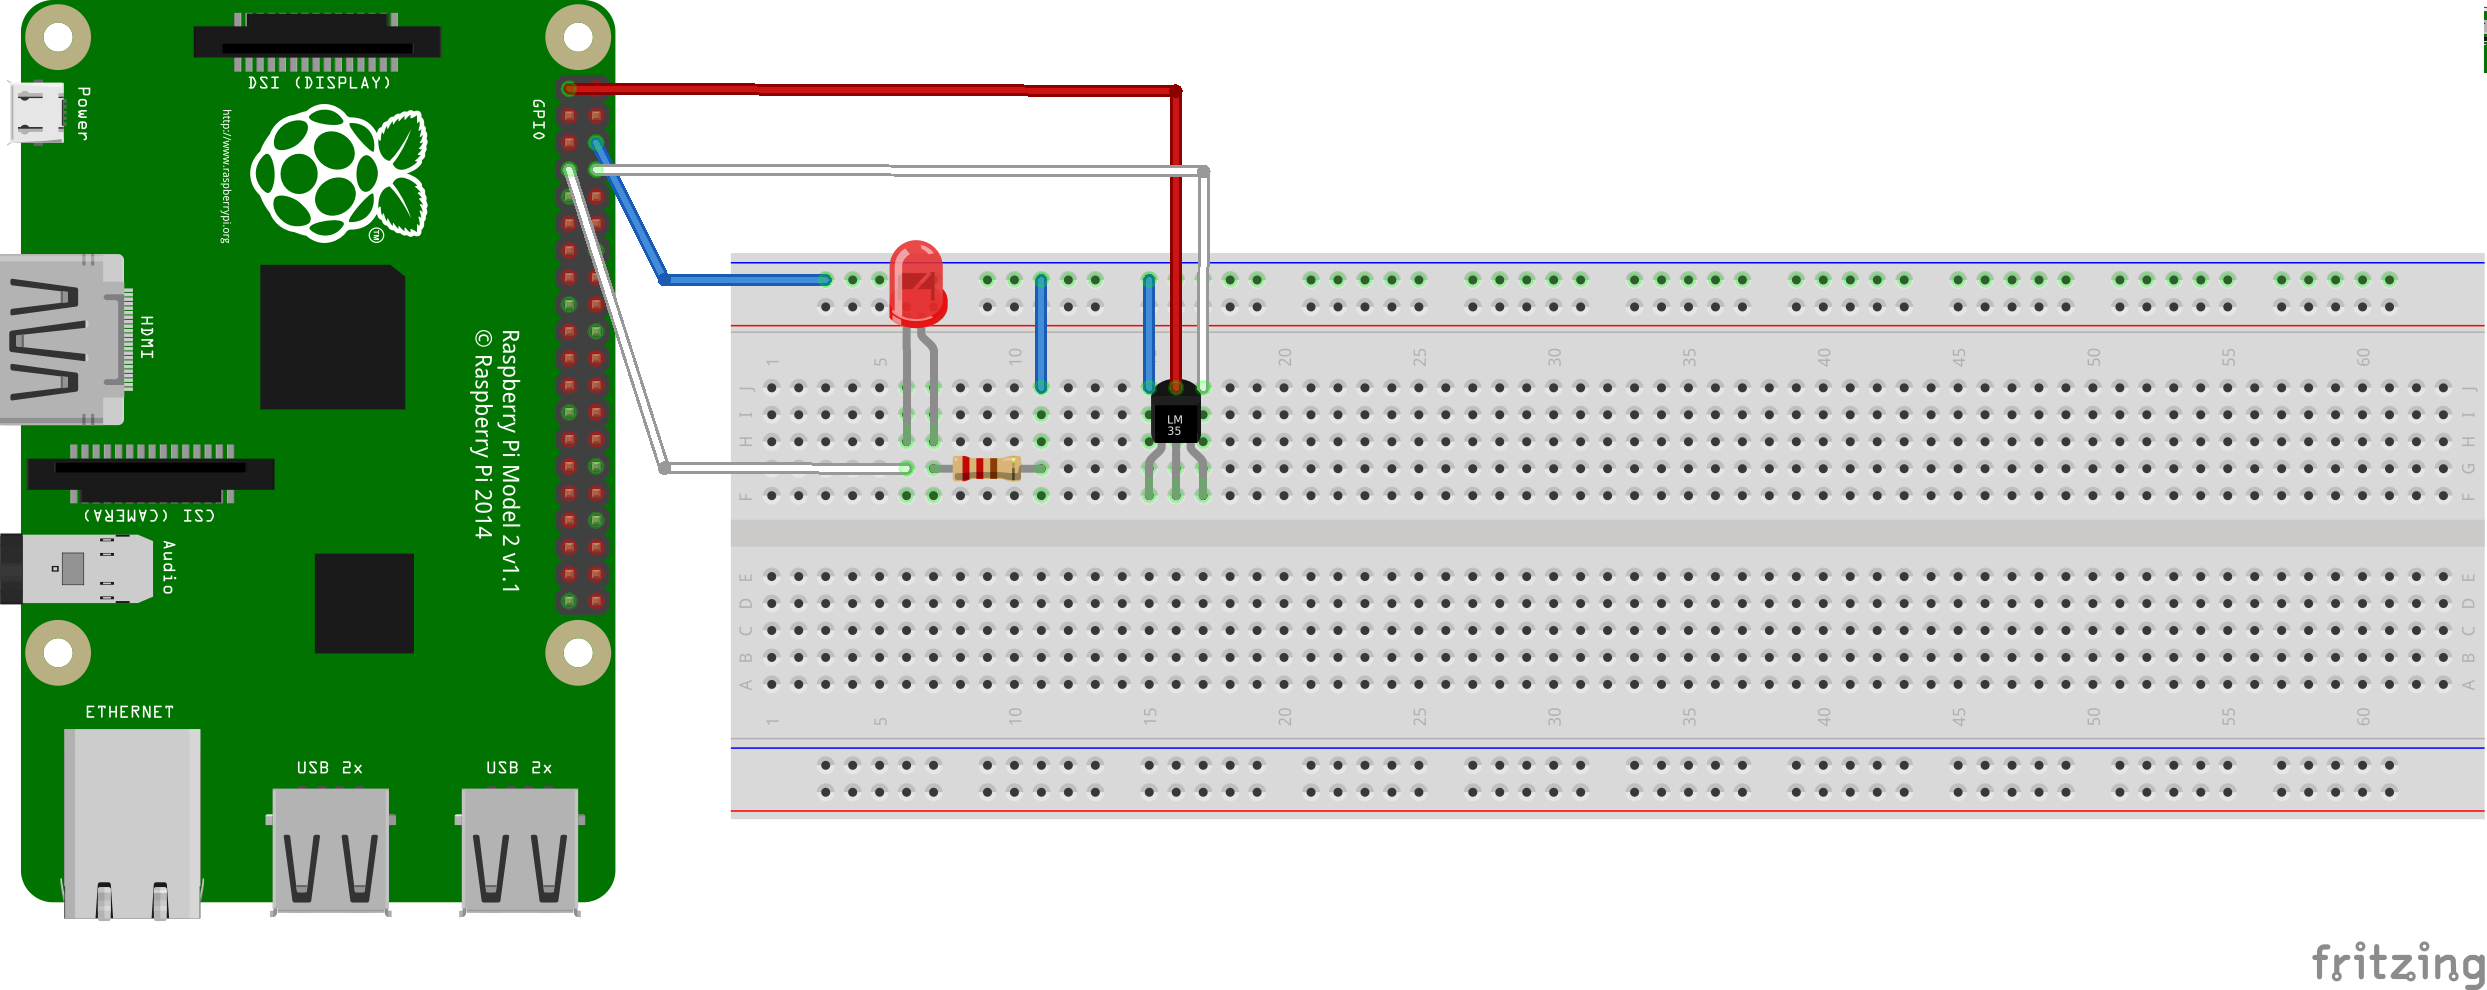 DSI (DISPLAY)
Power
GPIO
http://www.raspberrypi.org
TM
HDMI
Raspberry Pi Model 2 v1.1
© Raspberry Pi 2014
CSI (CAMERA)
Audio
ETHERNET
USB 2x
USB 2x
1 5 10 20 25 30 35 40 45 50 55 60
J J
I I
H H
G G
F F
LM
35
E E
D D
C C
B B
A A
1 5 10 15 20 25 30 35 40 45 50 55 60
fritzing